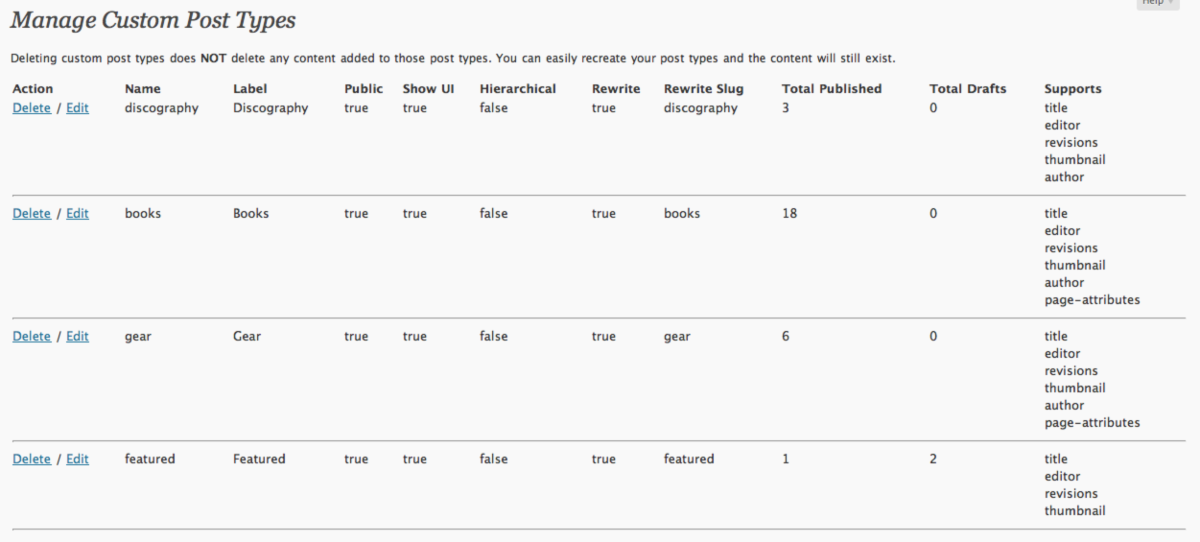 Help
Manage Custom Post Types
Deleting custom post types does NOT delete any content added to those post types. You can easily recreate your post types and the content will still exist.
Action Name Label Public Show UI Hierarchical Rewrite Rewrite Slug Total Published Total Drafts Supports
Delete / Edit discography Discography true true false true discography 3 0 title
editor
revisions
thumbnail
author
Delete / Edit books Books true true false true books 18 0 title
editor
revisions
thumbnail
author
page-attributes
Delete / Edit gear Gear true true false true gear 6 0 title
editor
revisions
thumbnail
author
page-attributes
Delete / Edit featured Featured true true false true featured 1 2 title
editor
revisions
thumbnail